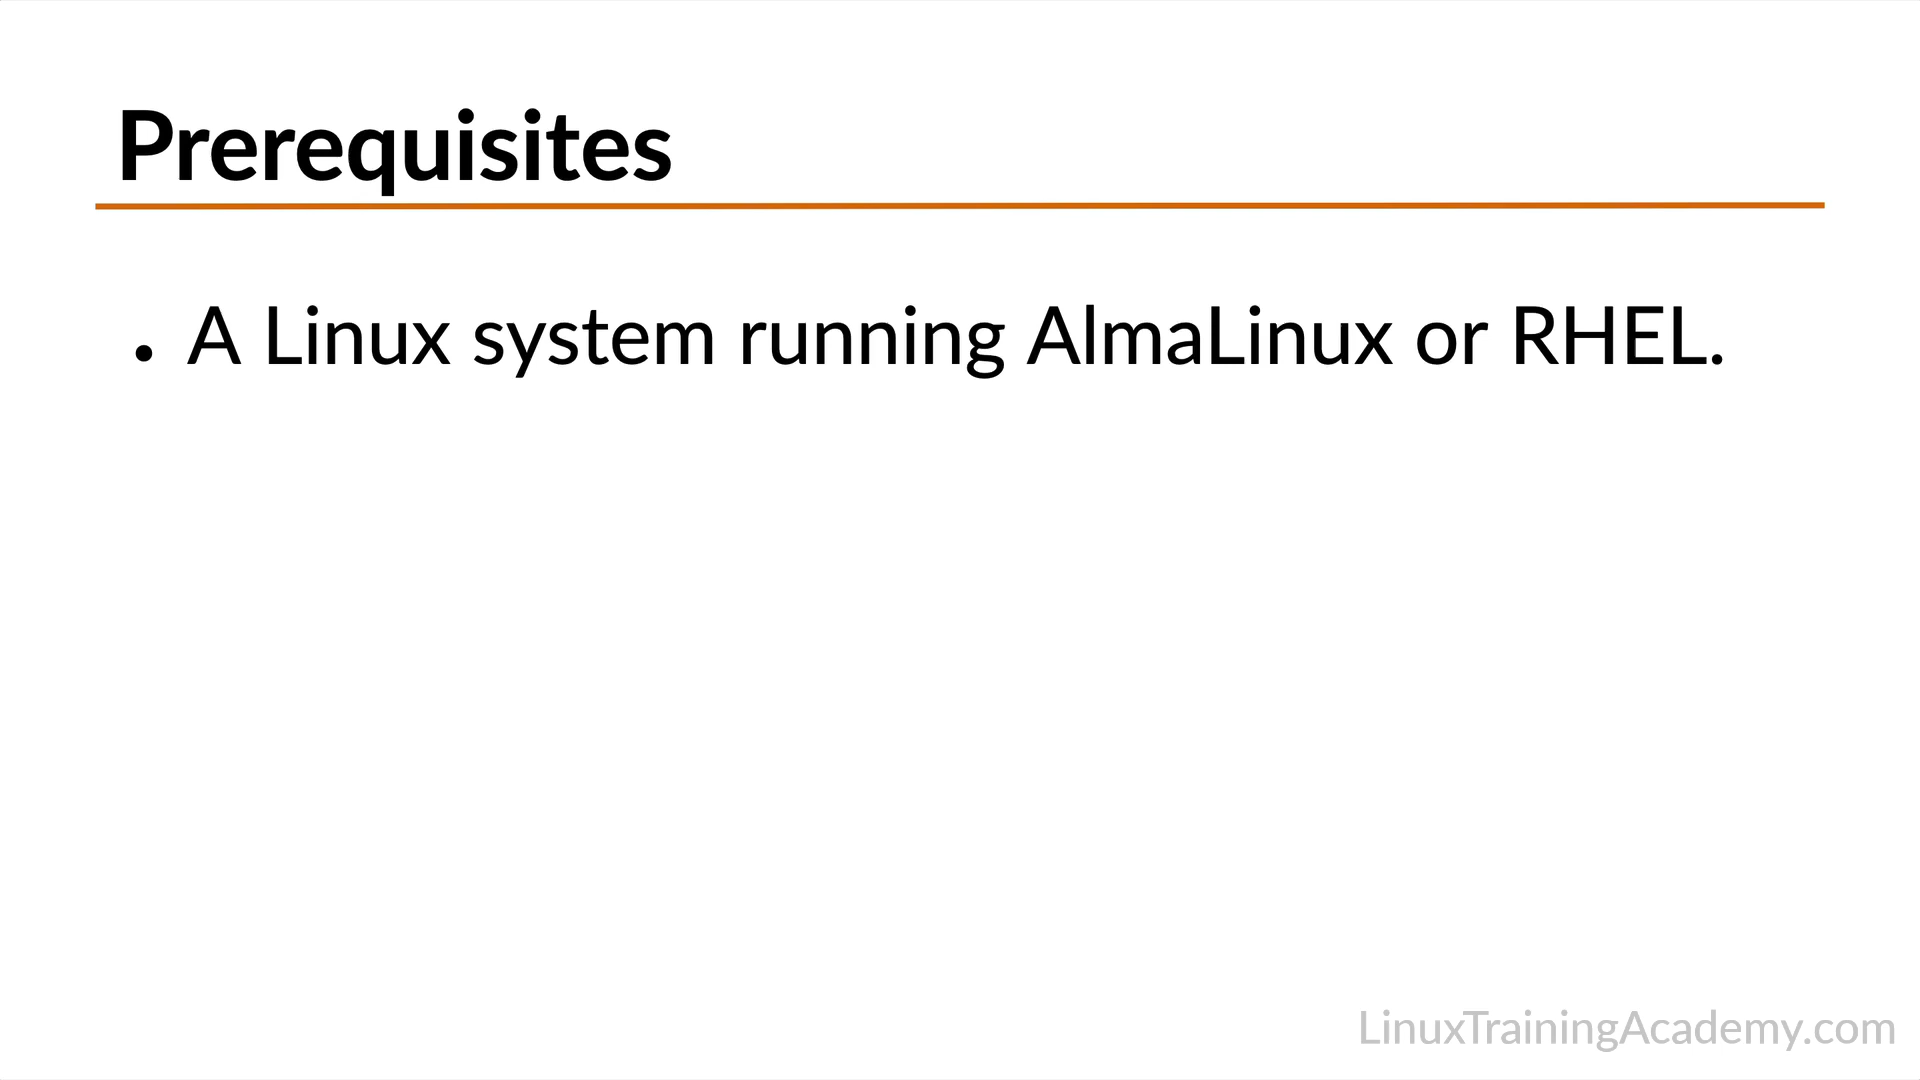 Prerequisites
• A Linux system running AlmaLinux or RHEL.
LinuxTrainingAcademy.com